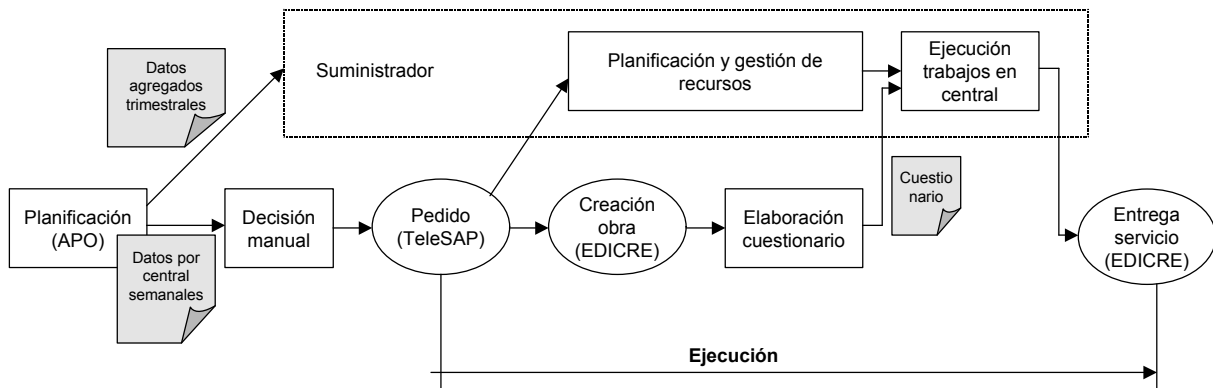 Datos
agregados
trimestrales
Suministrador
Planificación y gestión de
recursos
Ejecución
trabajos en
central
Planificación
(APO)
Datos por
central
semanales
Decisión
manual
Pedido
(TeleSAP)
Creación
obra
(EDICRE)
Elaboración
cuestionario
Cuestio
nario
Entrega
servicio
(EDICRE)
Ejecución